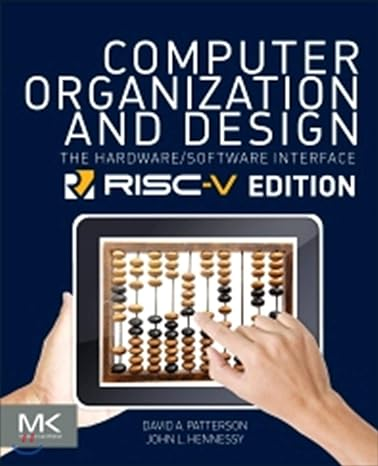 COMPUTER
ORGANIZATION
AND DESIGN
THE HARDWARE/SOFTWARE INTERFACE
RISC-V EDITION
MK
DAVID A. PATTERSON
JOHN L. HENNESSY